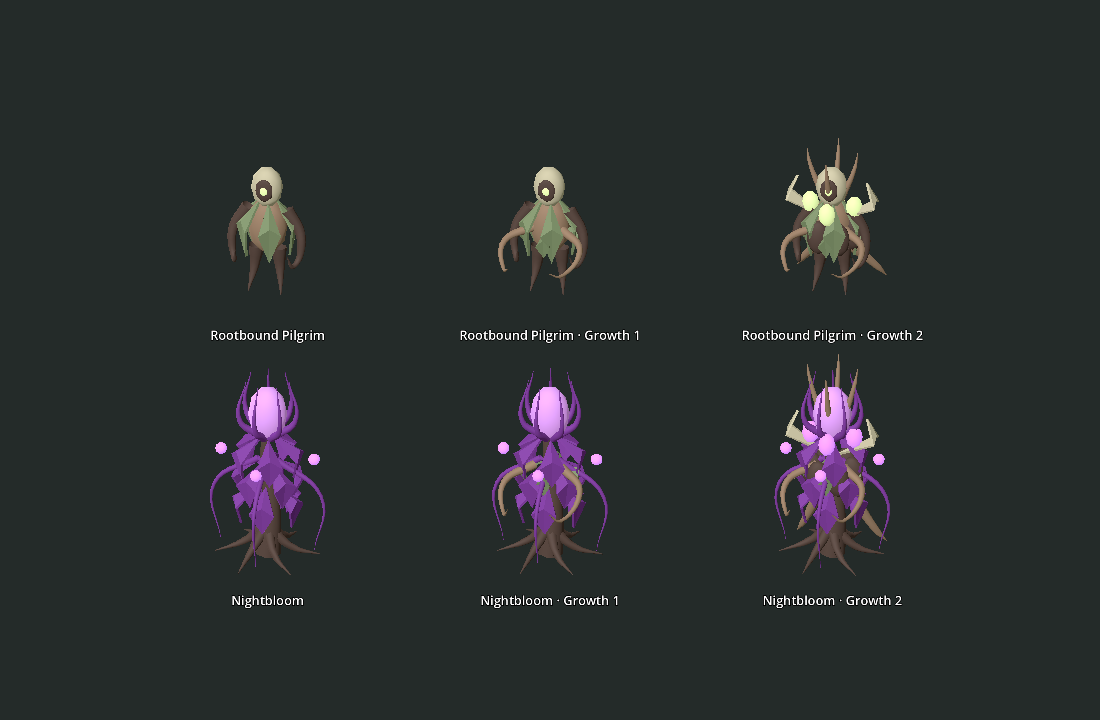 Rootbound Pilgrim
Rootbound Pilgrim · Growth 1
Rootbound Pilgrim · Growth 2
Nightbloom
Nightbloom · Growth 1
Nightbloom · Growth 2